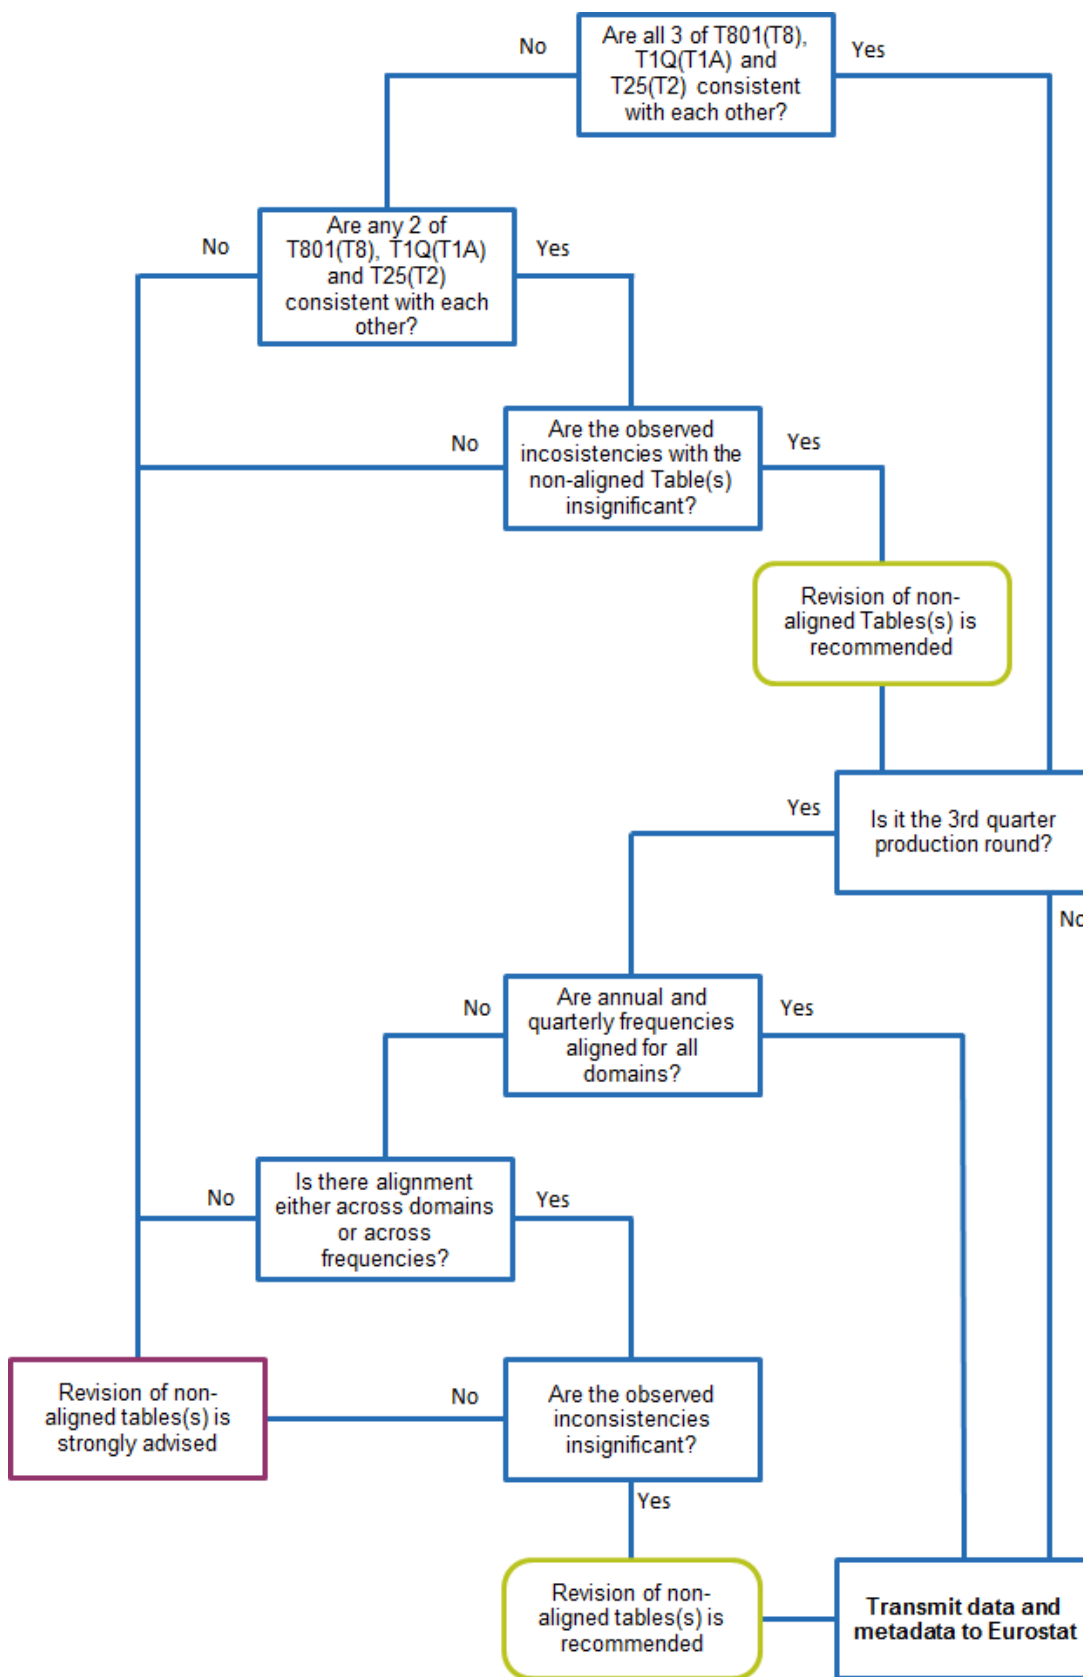 No
Are all 3 of T801(T8),
T1Q(T1A) and
T25(T2) consistent
with each other?
Yes
No
Are any 2 of
T801(T8), T1Q(T1A)
and T25(T2)
consistent with each
other?
Yes
No
Are the observed
incosistencies with the
non-aligned Table(s)
insignificant?
Yes
Revision of non-
aligned Tables(s) is
recommended
Yes
Is it the 3rd quarter
production round?
No
No
Are annual and
quarterly frequencies
aligned for all
domains?
Yes
No
Is there alignment
either across domains
or across
frequencies?
Yes
Revision of non-
aligned tables(s) is
strongly advised
No
Are the observed
inconsistencies
insignificant?
Yes
Revision of non-
aligned tables(s) is
recommended
Transmit data and
metadata to Eurostat